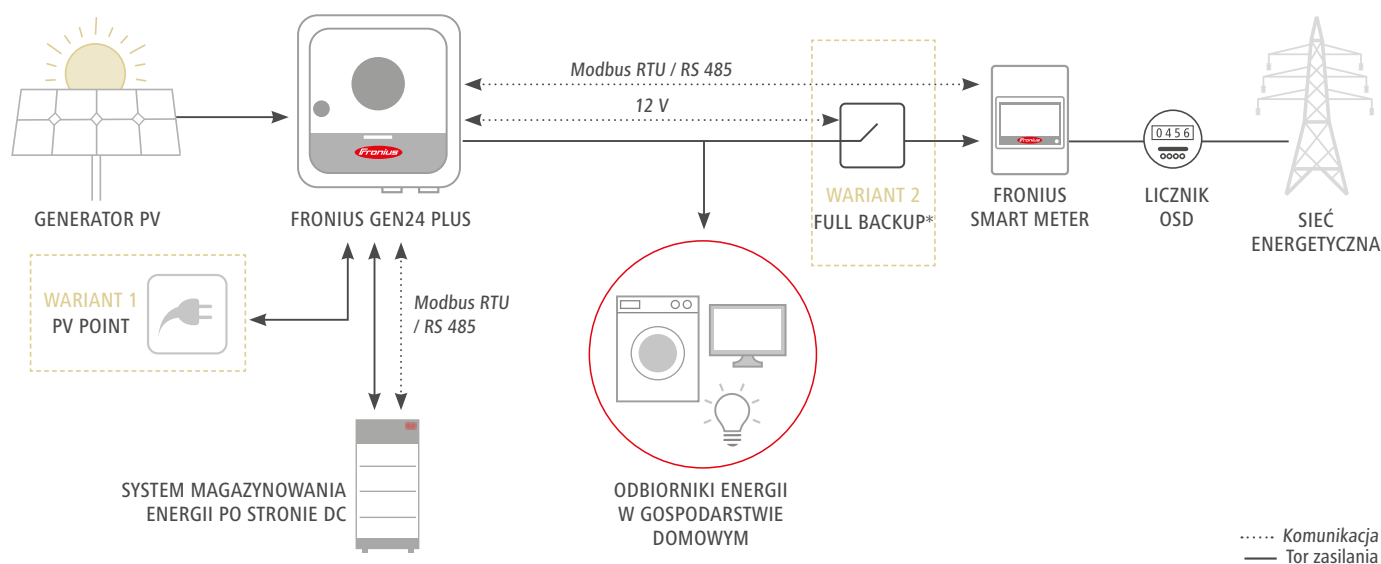 Modbus RTU / RS 485
12 V
Fronius
Fronius
0456
GENERATOR PV
FRONIUS GEN24 PLUS
WARIANT 2
FULL BACKUP*
FRONIUS
SMART METER
LICZNIK
OSD
SIEĆ
ENERGETYCZNA
WARIANT 1
PV POINT
Modbus RTU
/ RS 485
SYSTEM MAGAZYNOWANIA
ENERGII PO STRONIE DC
ODBIORNIKI ENERGII
W GOSPODARSTWIE
DOMOWYM
Komunikacja
Tor zasilania